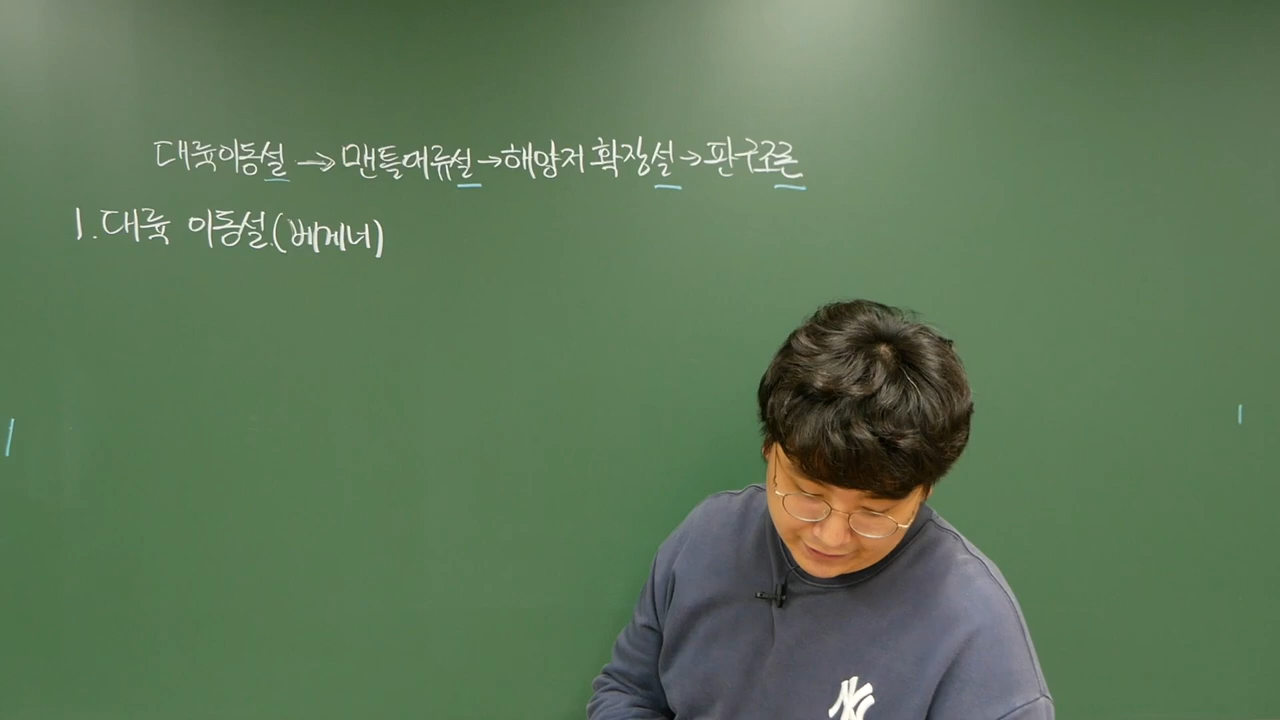 대륙이동설 → 맨틀대류설 → 해양저 확장설 → 판구조론
1. 대륙 이동설.(베게너)
NY